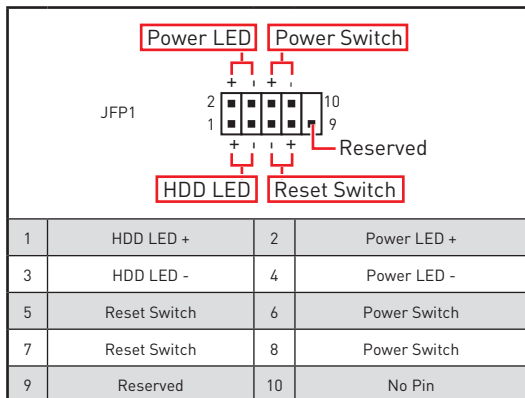 Power LED Power Switch
+ - + -
2 10
JFP1
1 9
+ - - +
Reserved
HDD LED Reset Switch
1 HDD LED + 2 Power LED +
3 HDD LED - 4 Power LED -
5 Reset Switch 6 Power Switch
7 Reset Switch 8 Power Switch
9 Reserved 10 No Pin